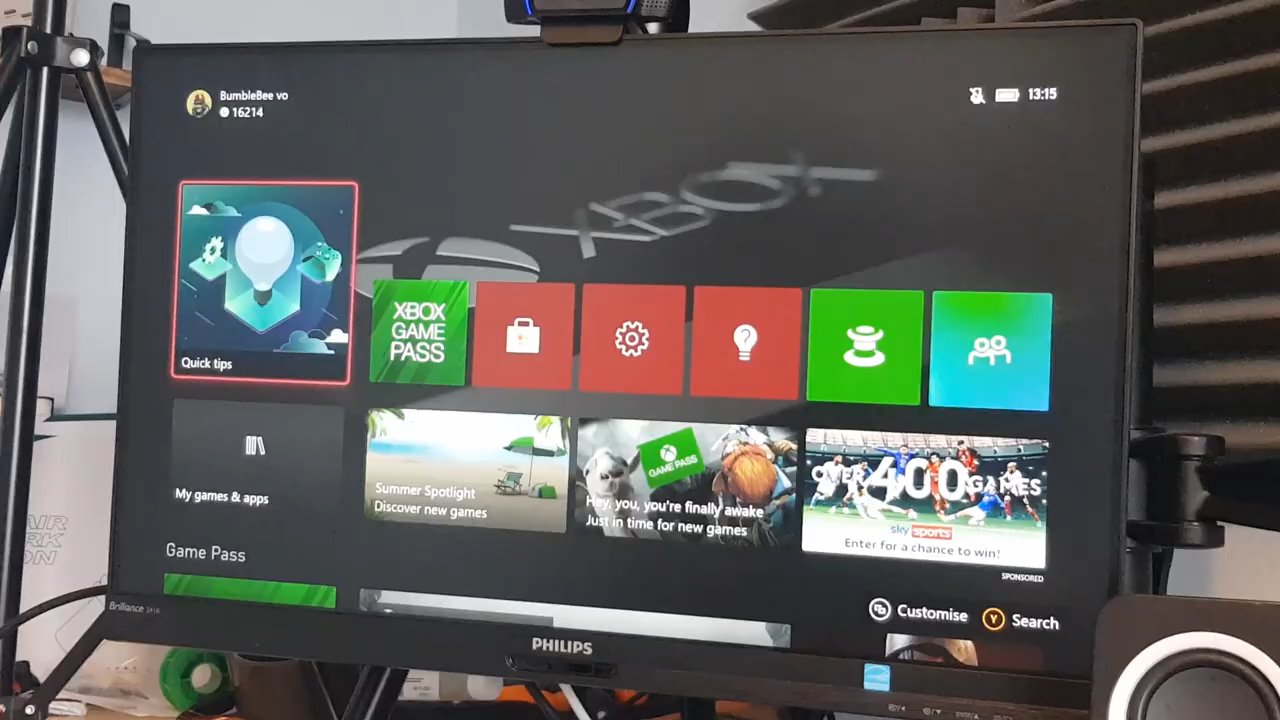 BumbleBee vo
16214
13:15
XBOX
Quick tips
XBOX
GAME
PASS
My games & apps
Summer Spotlight
Discover new games
GAME PASS
Hey, you, you're finally awake
Just in time for new games
OVER 400 GAMES
sky sports
Enter for a chance to win!
SPONSORED
Game Pass
Customise
Y Search
Brilliance
PHILIPS
AIR